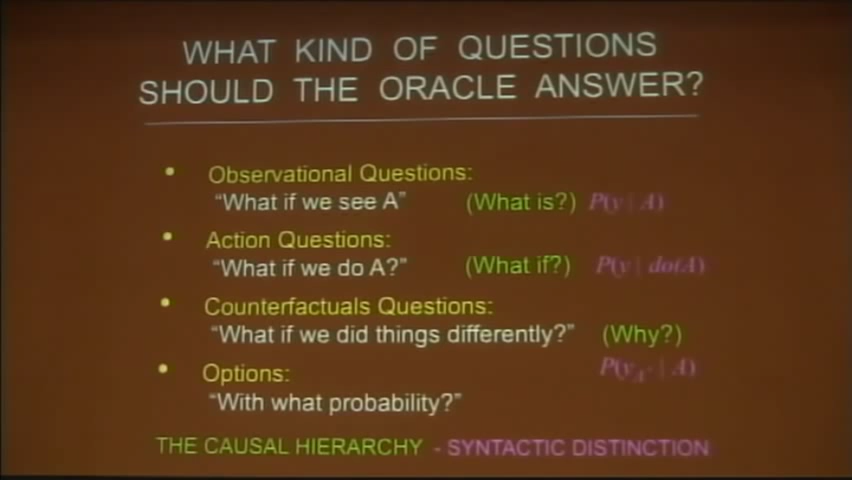 WHAT KIND OF QUESTIONS
SHOULD THE ORACLE ANSWER?
• Observational Questions:
"What if we see A" (What is?) P(y | A)
• Action Questions:
"What if we do A?" (What if?) P(y | do(A)
• Counterfactuals Questions:
"What if we did things differently?" (Why?)
• Options: P(y_A' | A)
"With what probability?"
THE CAUSAL HIERARCHY - SYNTACTIC DISTINCTION